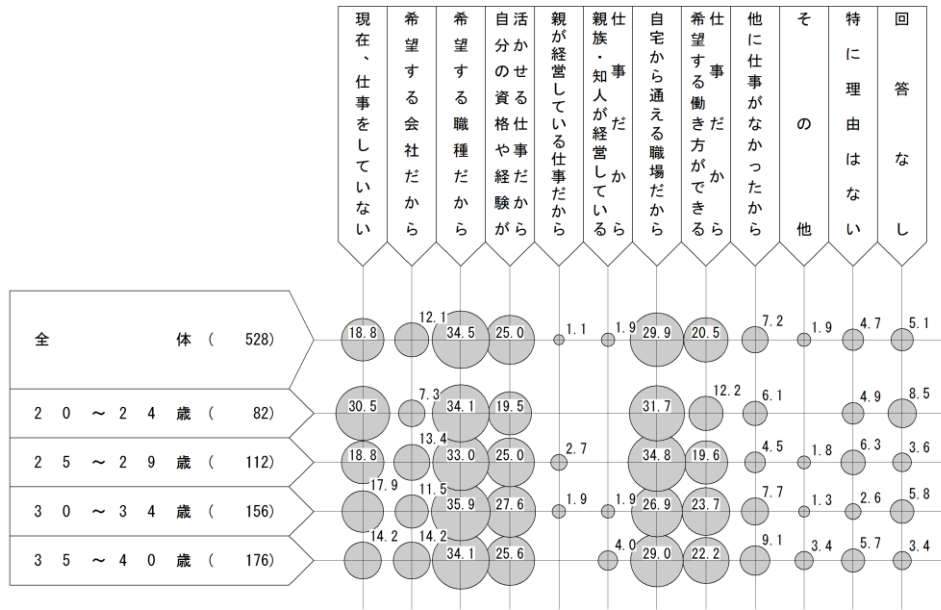 現在、仕事をしていない
希望する会社だから
希望する職種だから
自分の資格や経験が
活かせる仕事だから
親が経営している仕事だから
親族・知人が経営している
仕事だから
自宅から通える職場だから
希望する働き方ができる
仕事だから
他に仕事がなかったから
その他
特に理由はない
回答なし
全体 ( 528) 18.8 12.1 34.5 25.0 1.1 1.9 29.9 20.5 7.2 1.9 4.7 5.1
20~24歳 ( 82) 30.5 7.3 34.1 19.5 31.7 12.2 6.1 4.9 8.5
25~29歳 ( 112) 18.8 13.4 33.0 25.0 2.7 34.8 19.6 4.5 1.8 6.3 3.6
30~34歳 ( 156) 17.9 11.5 35.9 27.6 1.9 1.9 26.9 23.7 7.7 1.3 2.6 5.8
35~40歳 ( 176) 14.2 14.2 34.1 25.6 4.0 29.0 22.2 9.1 3.4 5.7 3.4